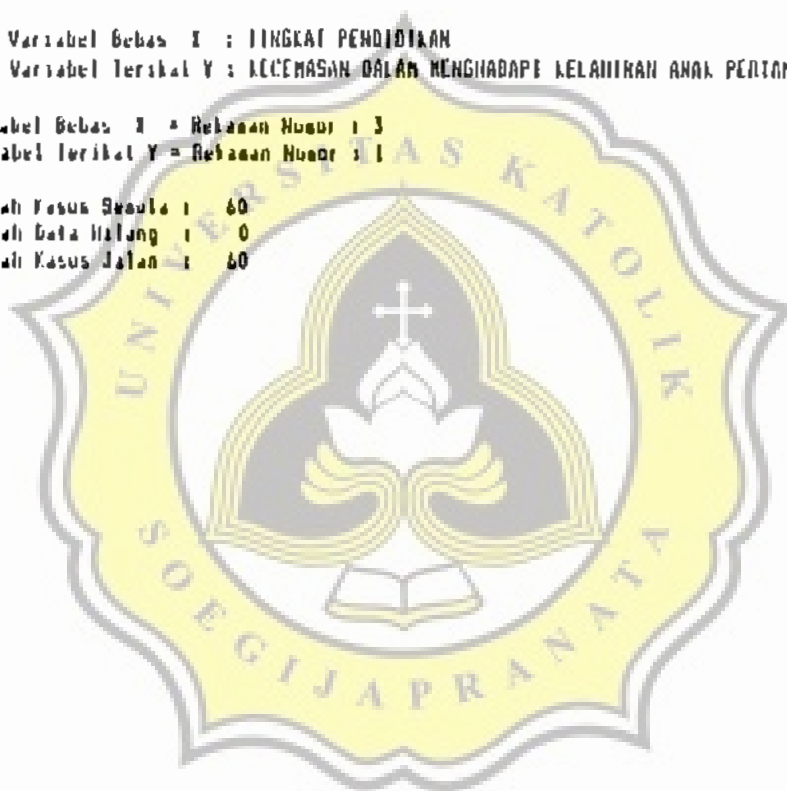 Variabel Bebas X : TINGKAT PENDIDIKAN
Variabel Terikat Y : KECEMASAN DALAM MENGHADAPI KELAHIRAN ANAK PERTAM
abel Bebas X = Rekaman Nomor : 3
abel Terikat Y = Rekaman Nomor : 1
ah Kasus Semula : 60
ah Data Hilang : 0
ah Kasus Jalan : 60
UNIVERSITAS KATOLIK
SOEGIJAPRANATA